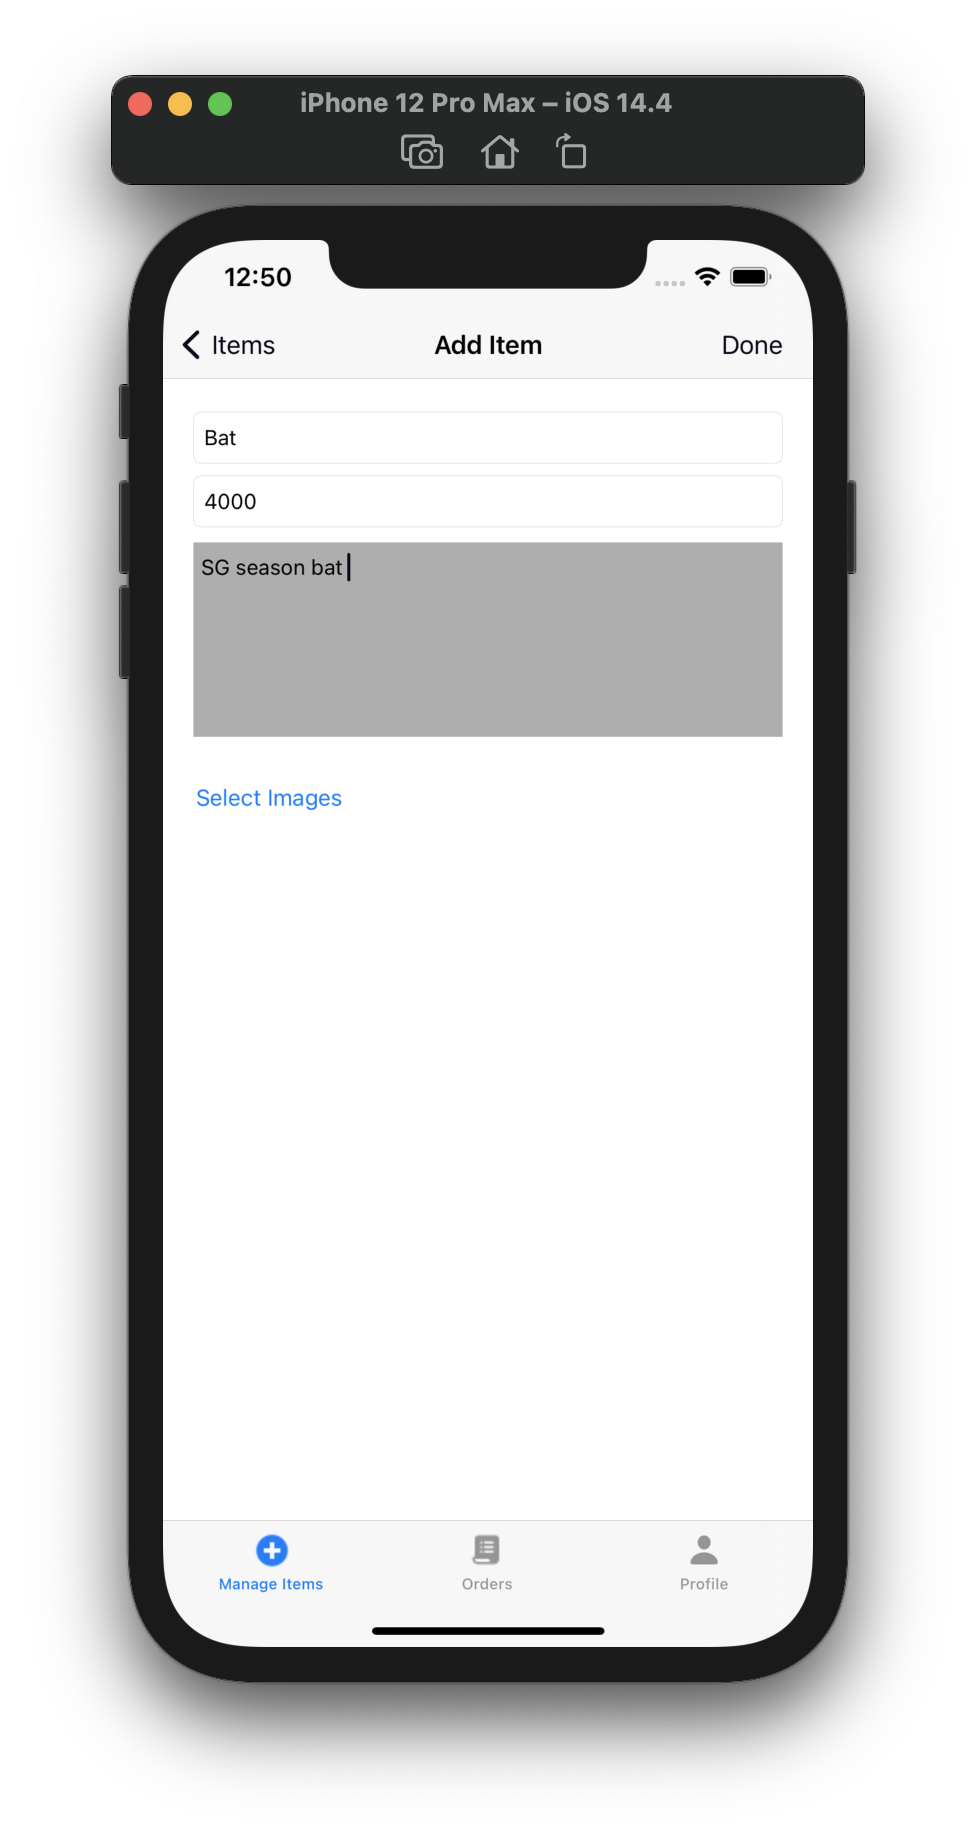 iPhone 12 Pro Max – iOS 14.4
12:50
Items Add Item Done
Bat
4000
SG season bat
Select Images
Manage Items Orders Profile